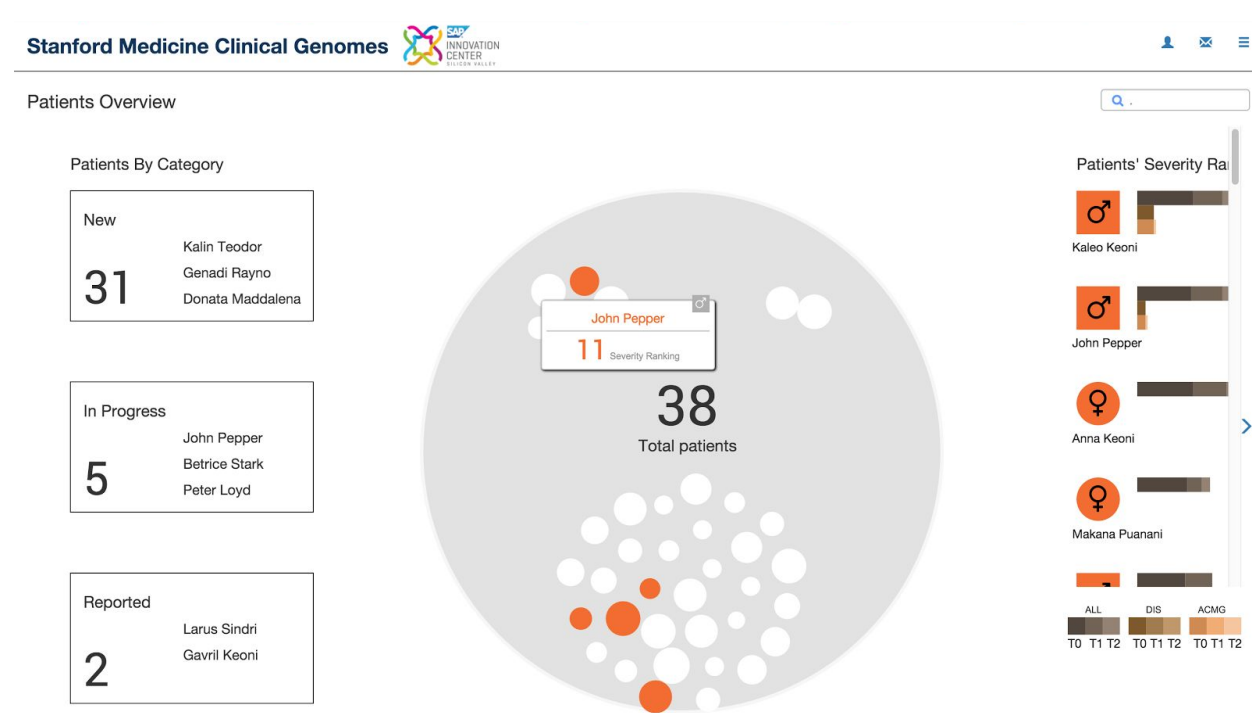 Stanford Medicine Clinical Genomes
SAP
INNOVATION
CENTER
SILICON VALLEY
Patients Overview
.
Patients By Category
New
31
Kalin Teodor
Genadi Rayno
Donata Maddalena
In Progress
5
John Pepper
Betrice Stark
Peter Loyd
Reported
2
Larus Sindri
Gavril Keoni
John Pepper
11 Severity Ranking
38
Total patients
Patients' Severity Ra
Kaleo Keoni
John Pepper
Anna Keoni
Makana Puanani
ALL DIS ACMG
T0 T1 T2 T0 T1 T2 T0 T1 T2